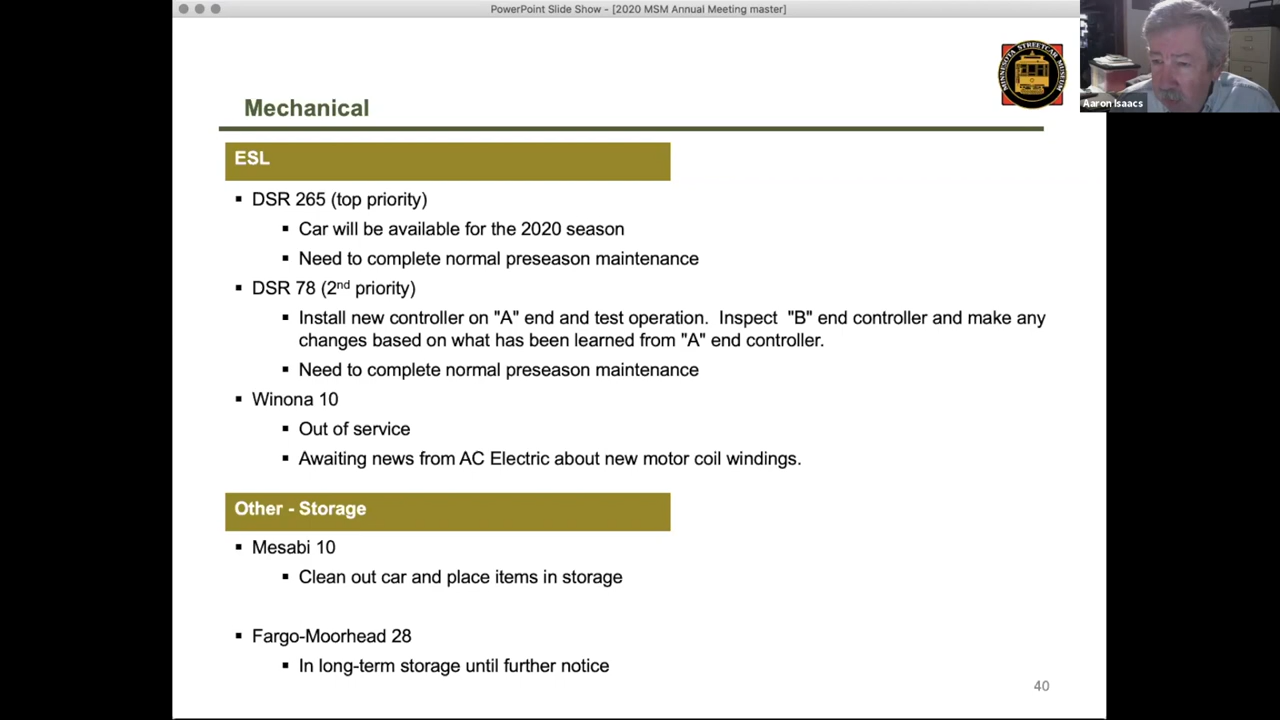 PowerPoint Slide Show - [2020 MSM Annual Meeting master]
MINNESOTA STREETCAR MUSEUM
Aaron Isaacs
Mechanical
ESL
▪ DSR 265 (top priority)
▪ Car will be available for the 2020 season
▪ Need to complete normal preseason maintenance
▪ DSR 78 (2nd priority)
▪ Install new controller on "A" end and test operation. Inspect "B" end controller and make any
changes based on what has been learned from "A" end controller.
▪ Need to complete normal preseason maintenance
▪ Winona 10
▪ Out of service
▪ Awaiting news from AC Electric about new motor coil windings.
Other - Storage
▪ Mesabi 10
▪ Clean out car and place items in storage
▪ Fargo-Moorhead 28
▪ In long-term storage until further notice
40